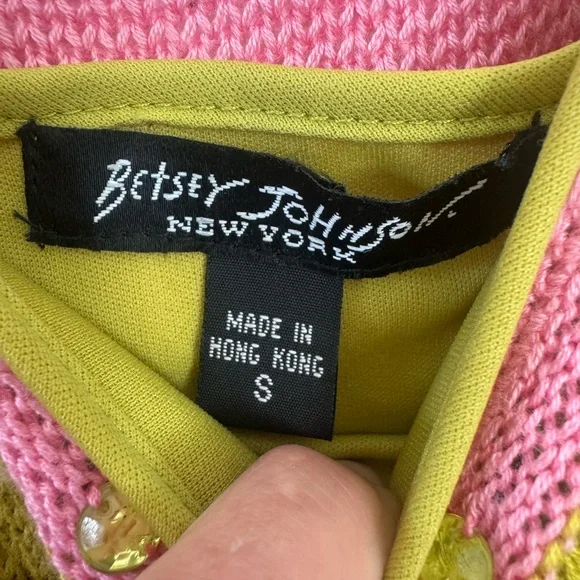 BEtSEY JOHNSON.
NEW YORK
MADE IN
HONG KONG
S